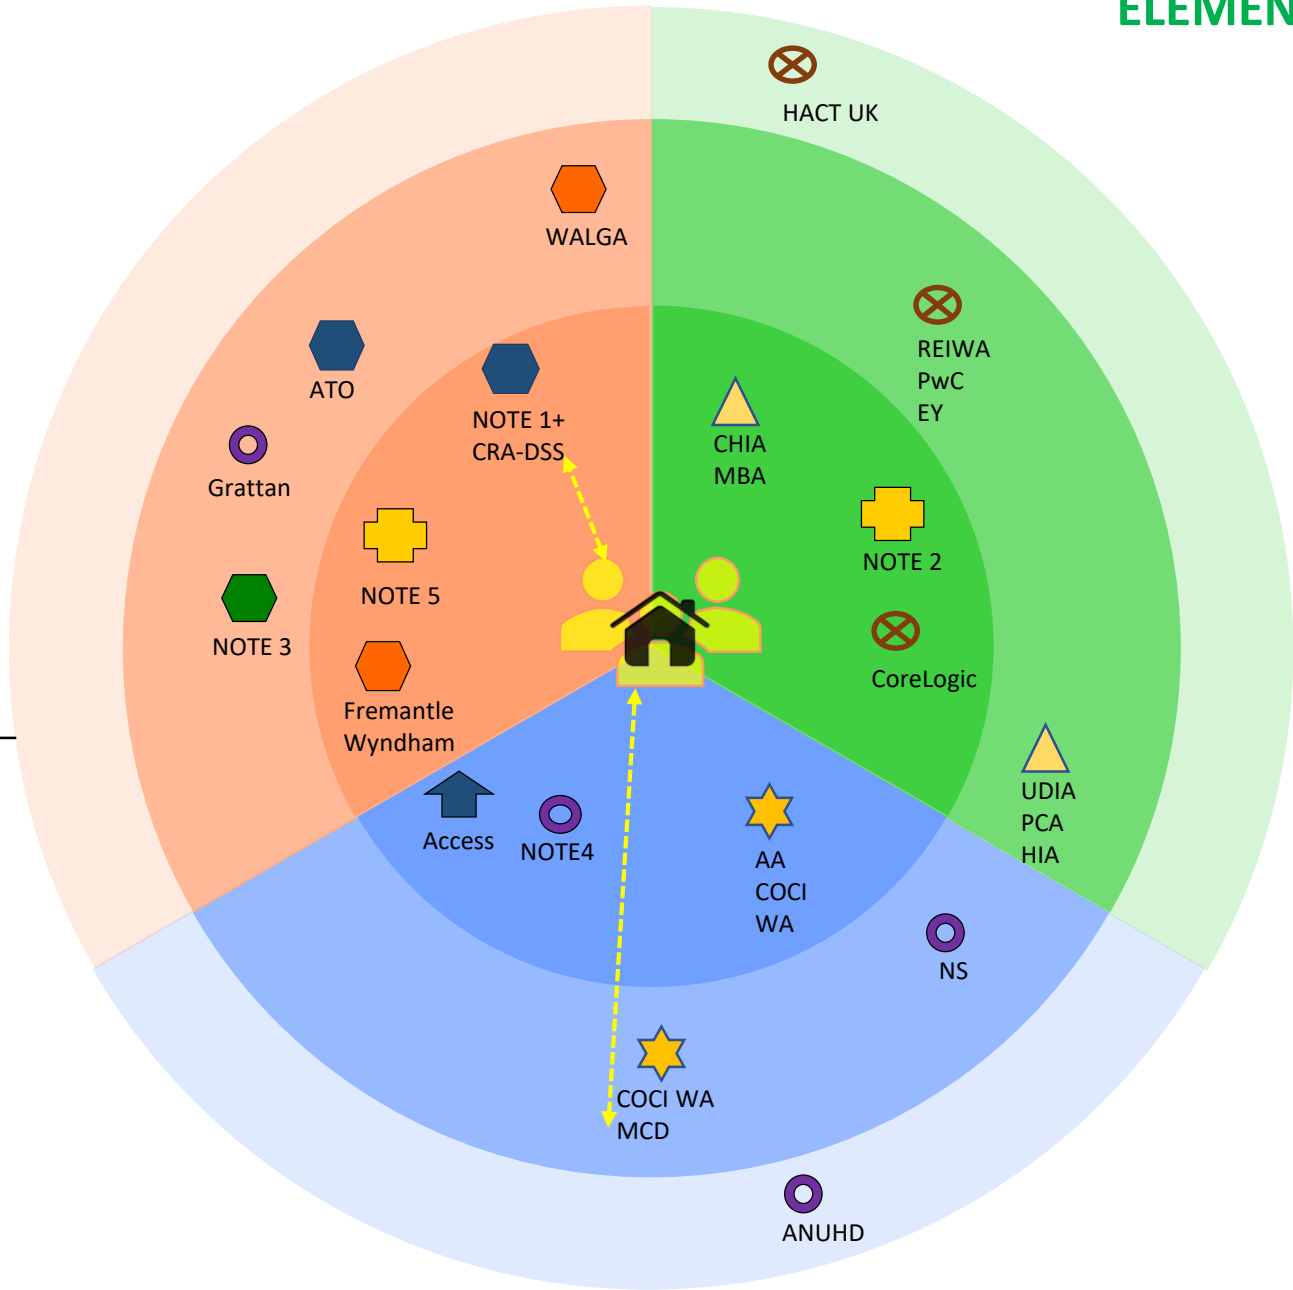 ELEMEN
HACT UK
WALGA
REIWA
PwC
EY
ATO
NOTE 1+
CRA-DSS
CHIA
MBA
Grattan
NOTE 2
NOTE 5
NOTE 3
CoreLogic
Fremantle
Wyndham
UDIA
PCA
HIA
Access
NOTE4
AA
COCI
WA
NS
COCI WA
MCD
ANUHD